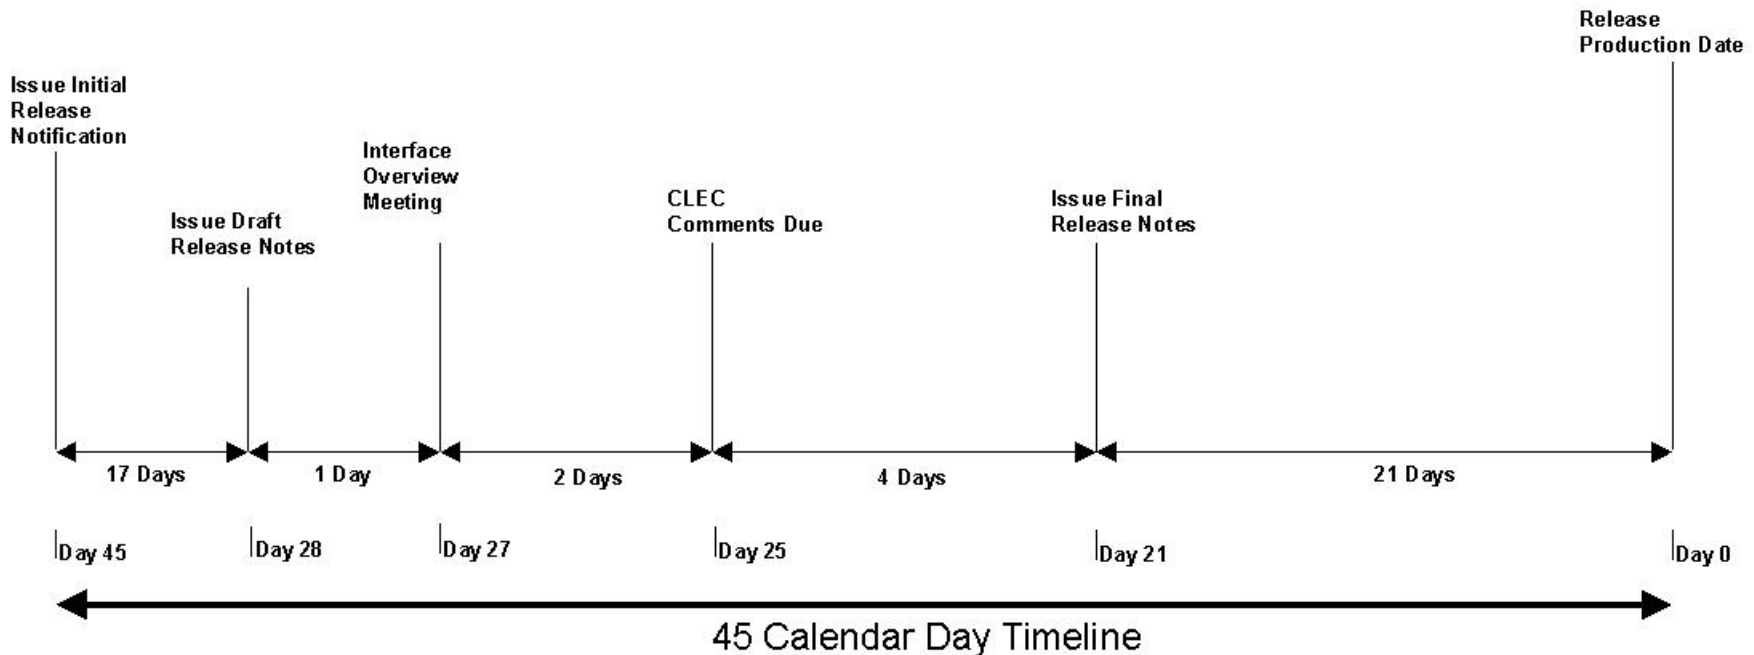 Release
Production Date
Issue Initial
Release
Notification
Interface
Overview
Meeting
Issue Draft
Release Notes
CLEC
Comments Due
Issue Final
Release Notes
17 Days
1 Day
2 Days
4 Days
21 Days
Day 45
Day 28
Day 27
Day 25
Day 21
Day 0
45 Calendar Day Timeline